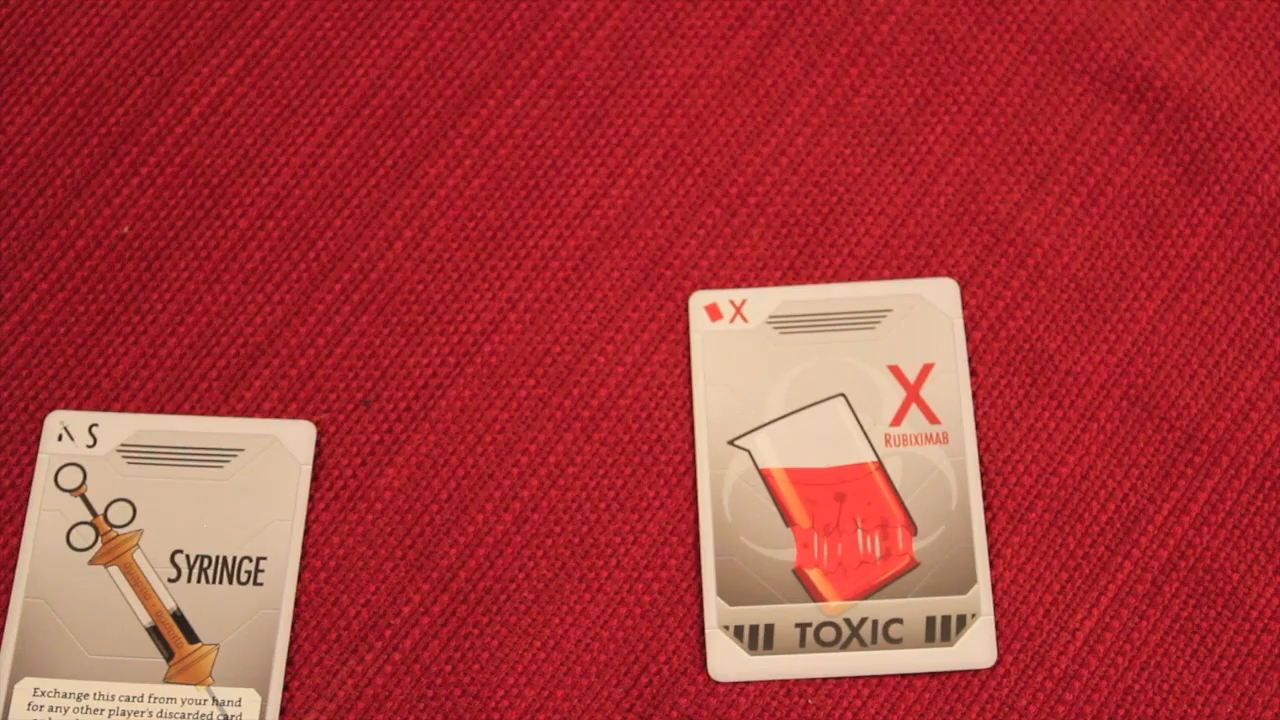 X
X
RUBIXIMAB
TOXIC
S
SYRINGE
Exchange this card from your hand
for any other player's discarded card